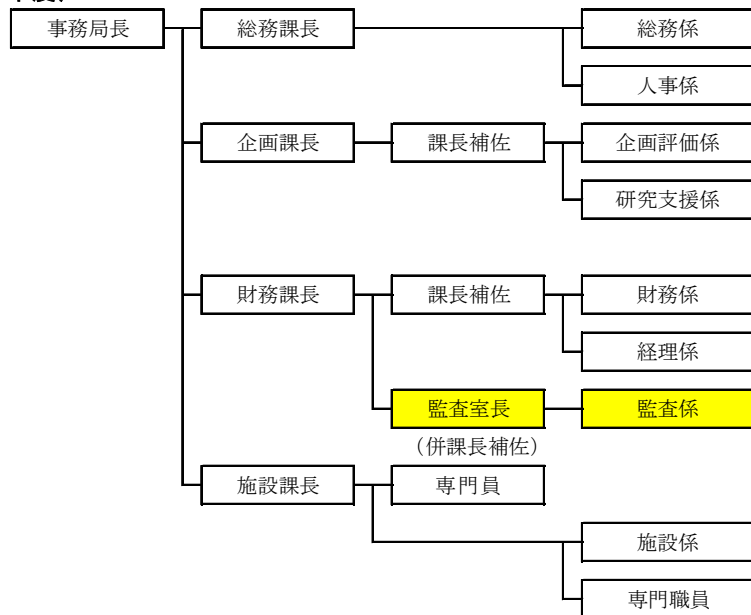 事務局長
総務課長
総務係
人事係
企画課長
課長補佐
企画評価係
研究支援係
財務課長
課長補佐
財務係
経理係
監査室長
監査係
（併課長補佐）
施設課長
専門員
施設係
専門職員